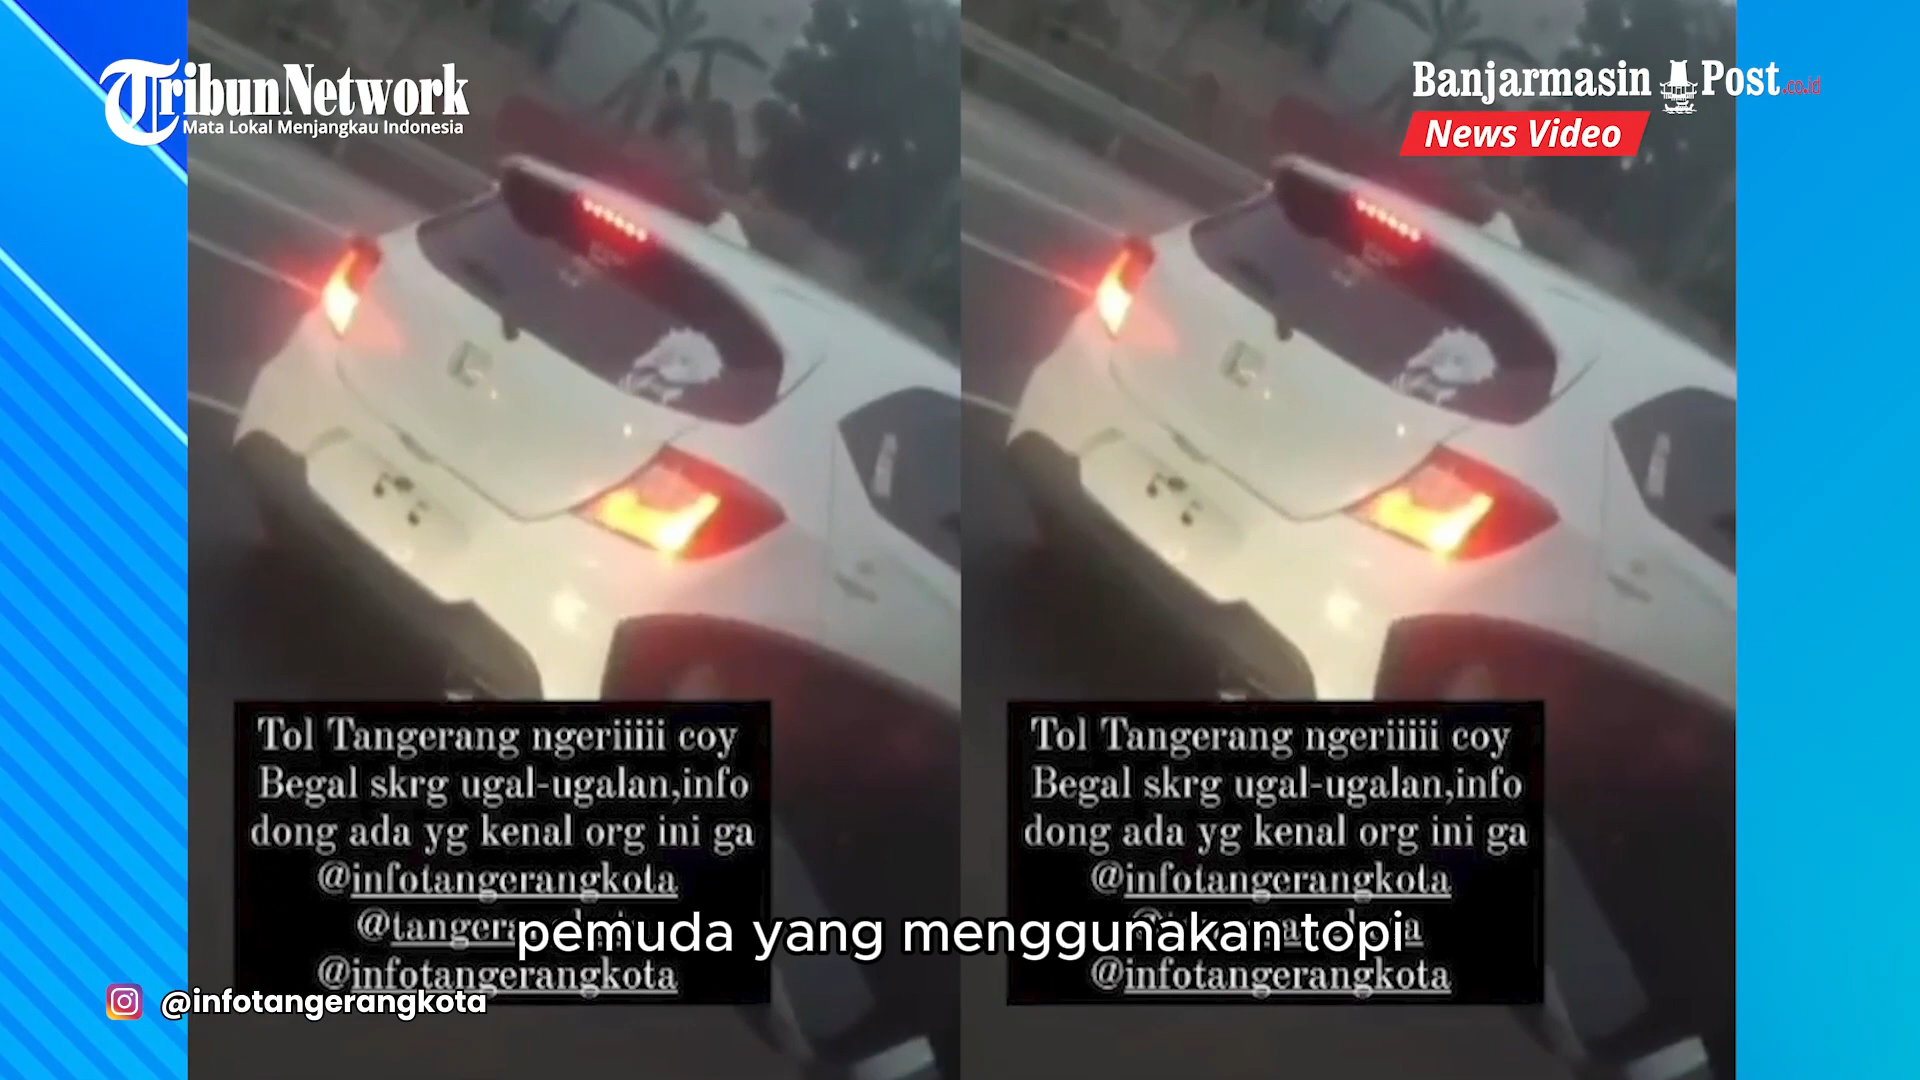 TribunNetwork
Mata Lokal Menjangkau Indonesia
Banjarmasin Post.co.id
News Video
Tol Tangerang ngeriiiii coy
Begal skrg ugal-ugalan,info
dong ada yg kenal org ini ga
@infotangerangkota
@infotangerangkota
Tol Tangerang ngeriiiii coy
Begal skrg ugal-ugalan,info
dong ada yg kenal org ini ga
@infotangerangkota
@infotangerangkota
pemuda yang menggunakan topi
@infotangerangkota